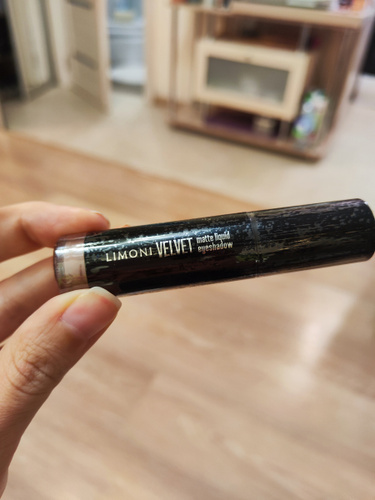 LIMONI VELVET matte liquid
eyeshadow